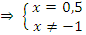 ⇒ { x = 0,5
x ≠ −1